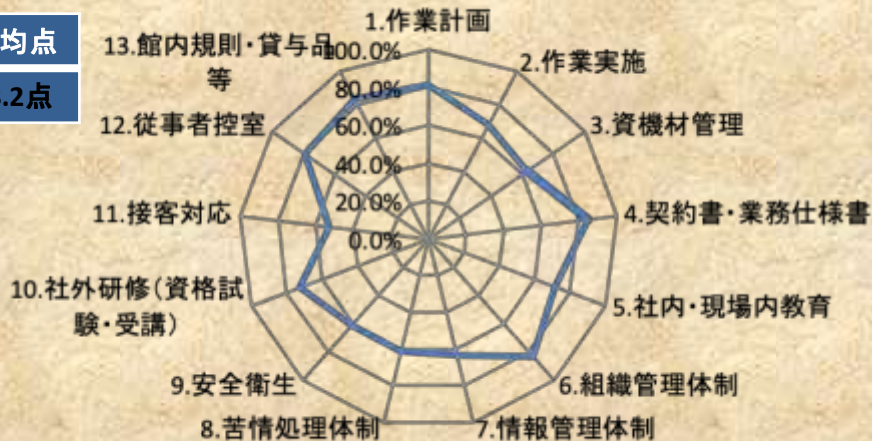 均点
.2点
1.作業計画
13.館内規則・貸与品
等
100.0%
2.作業実施
80.0%
12.従事者控室
60.0%
3.資機材管理
40.0%
11.接客対応
20.0%
4.契約書・業務仕様書
0.0%
10.社外研修(資格試
験・受講)
5.社内・現場内教育
9.安全衛生
6.組織管理体制
8.苦情処理体制
7.情報管理体制